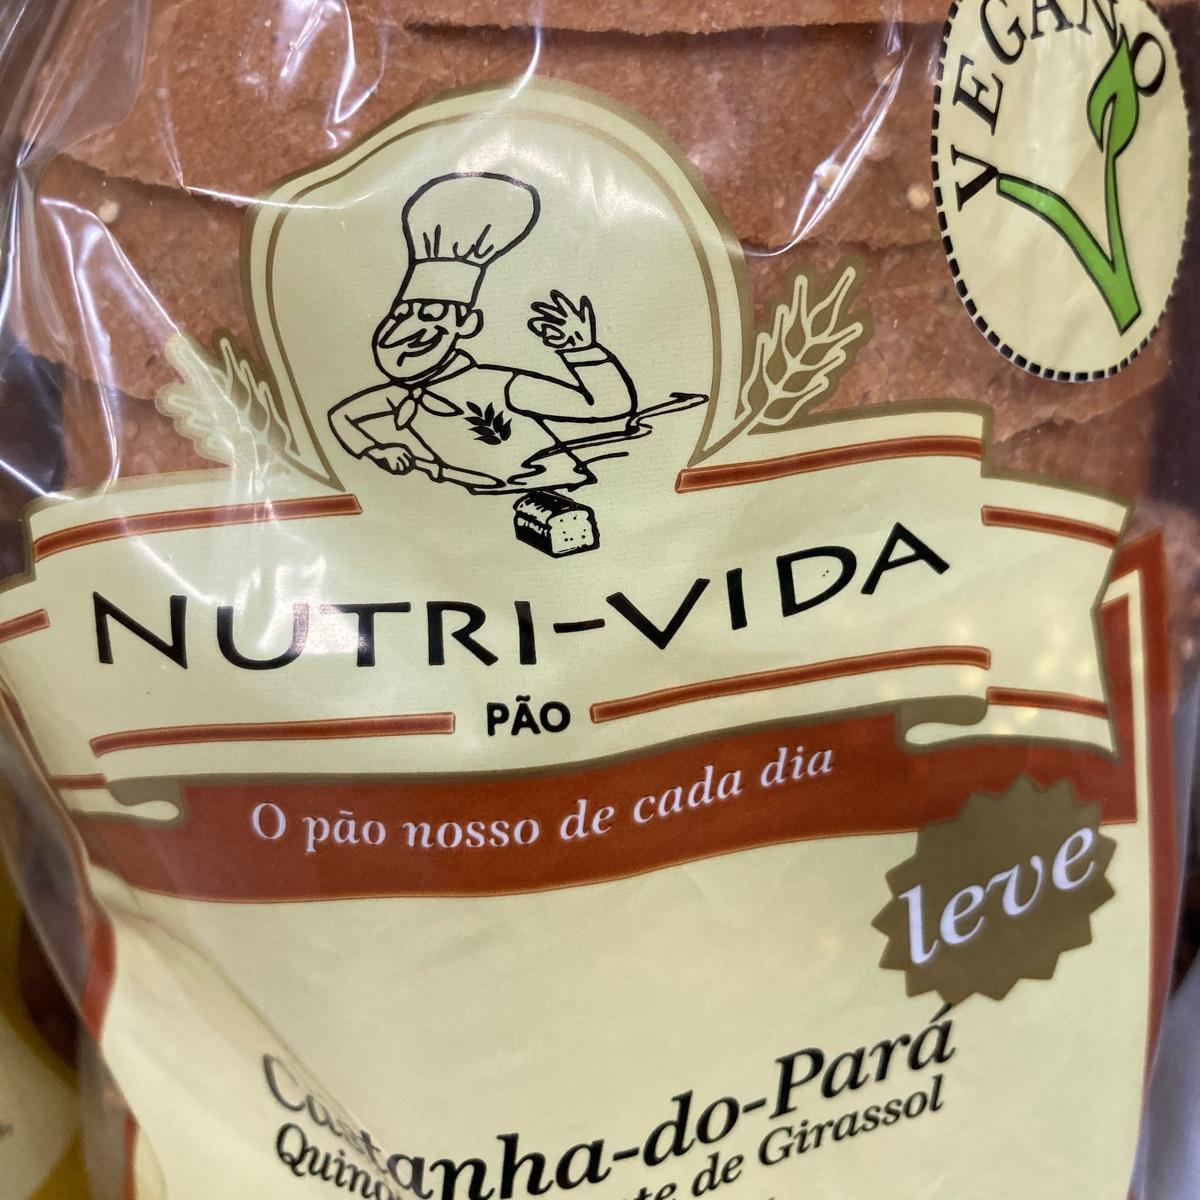 VEGANO
NUTRI-VIDA
PÃO
O pão nosso de cada dia
leve
Castanha-do-Pará
de Girassol